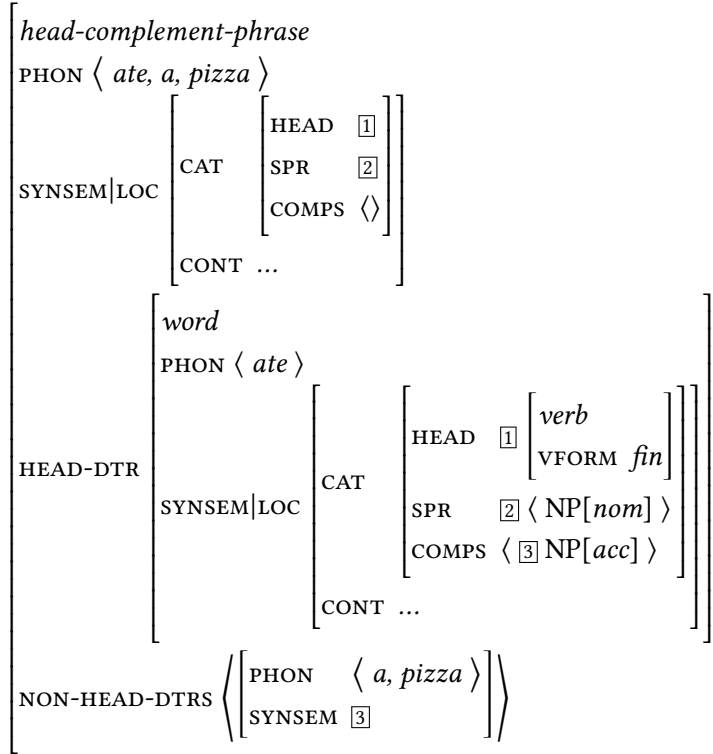 head-complement-phrase
PHON ⟨ ate, a, pizza ⟩
HEAD 1
CAT SPR 2
SYNSEM|LOC
COMPS ⟨⟩
CONT ...
word
PHON ⟨ ate ⟩
verb
HEAD 1
VFORM fin
CAT
HEAD-DTR
SYNSEM|LOC SPR 2 ⟨ NP[nom] ⟩
COMPS ⟨ 3 NP[acc] ⟩
CONT ...
PHON ⟨ a, pizza ⟩
NON-HEAD-DTRS
SYNSEM 3